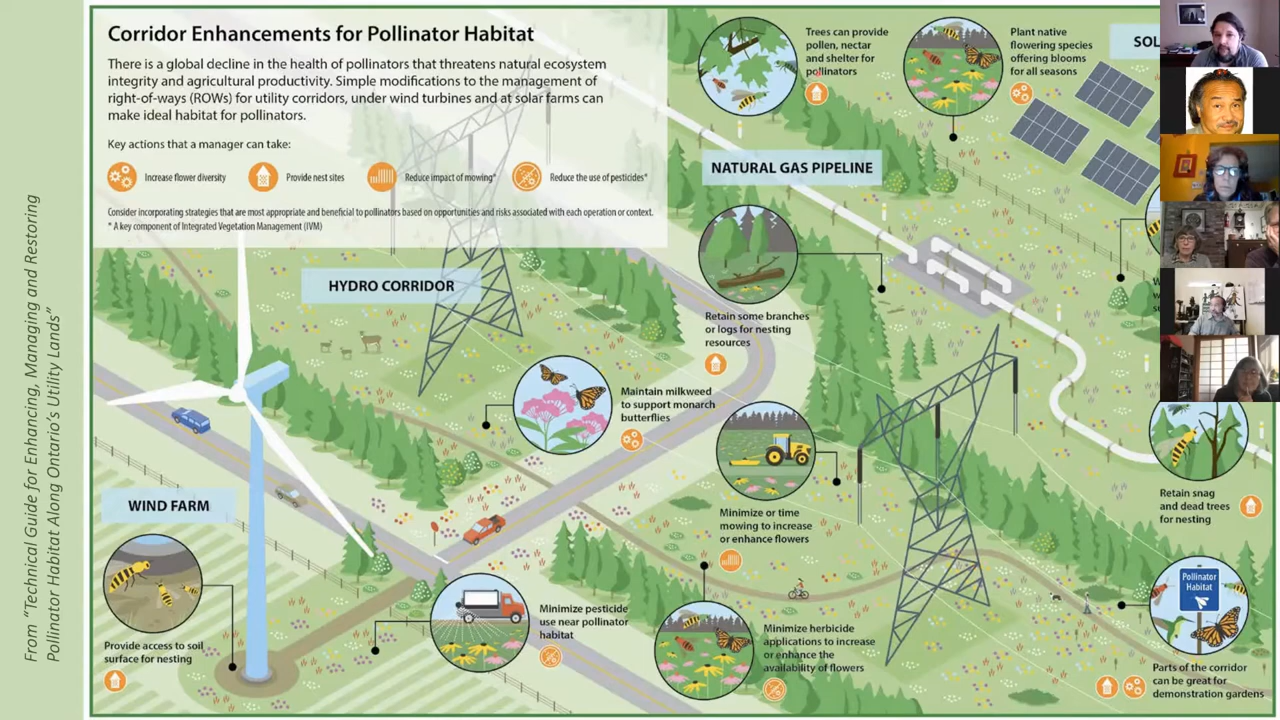 From “Technical Guide for Enhancing, Managing and Restoring
Pollinator Habitat Along Ontario's Utility Lands”
Corridor Enhancements for Pollinator Habitat
There is a global decline in the health of pollinators that threatens natural ecosystem
integrity and agricultural productivity. Simple modifications to the management of
right-of-ways (ROWs) for utility corridors, under wind turbines and at solar farms can
make ideal habitat for pollinators.
Key actions that a manager can take:
Increase flower diversity
Provide nest sites
Reduce impact of mowing*
Reduce the use of pesticides*
Consider incorporating strategies that are most appropriate and beneficial to pollinators based on opportunities and risks associated with each operation or context.
* A key component of Integrated Vegetation Management (IVM)
Trees can provide
pollen, nectar
and shelter for
pollinators
Plant native
flowering species
offering blooms
for all seasons
SOL
NATURAL GAS PIPELINE
HYDRO CORRIDOR
Retain some branches
or logs for nesting
resources
Maintain milkweed
to support monarch
butterflies
WIND FARM
Minimize or time
mowing to increase
or enhance flowers
Retain snag
and dead trees
for nesting
Provide access to soil
surface for nesting
Minimize pesticide
use near pollinator
habitat
Minimize herbicide
applications to increase
or enhance the
availability of flowers
Pollinator
Habitat
Parts of the corridor
can be great for
demonstration gardens